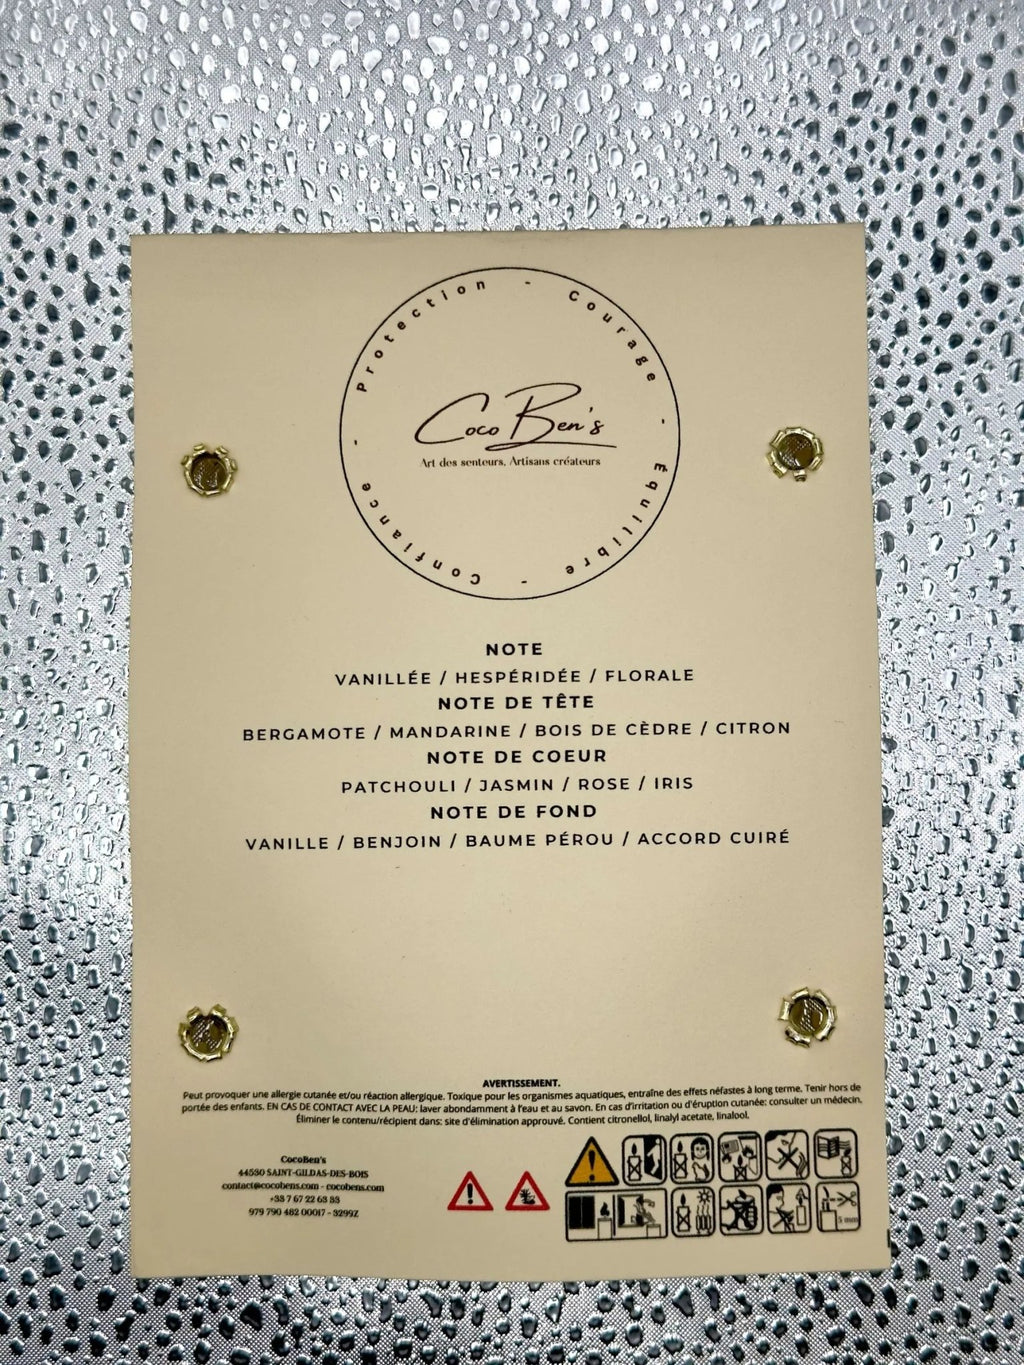 Protection - Courage - Équilibre - Confiance -
Coco Ben's
Art des senteurs, Artisans créateurs
NOTE
VANILLÉE / HESPÉRIDÉE / FLORALE
NOTE DE TÊTE
BERGAMOTE / MANDARINE / BOIS DE CÈDRE / CITRON
NOTE DE COEUR
PATCHOULI / JASMIN / ROSE / IRIS
NOTE DE FOND
VANILLE / BENJOIN / BAUME PÉROU / ACCORD CUIRÉ
AVERTISSEMENT.
Peut provoquer une allergie cutanée et/ou réaction allergique. Toxique pour les organismes aquatiques, entraîne des effets néfastes à long terme. Tenir hors de
portée des enfants. EN CAS DE CONTACT AVEC LA PEAU: laver abondamment à l'eau et au savon. En cas d'irritation ou d'éruption cutanée: consulter un médecin.
Éliminer le contenu/récipient dans: site d'élimination approuvé. Contient citronellol, linalyl acetate, linalool.
CocoBen's
44530 SAINT-GILDAS-DES-BOIS
contact@cocobens.com - cocobens.com
+33 7 67 22 63 83
979 790 482 00017 - 3299Z
5 mm